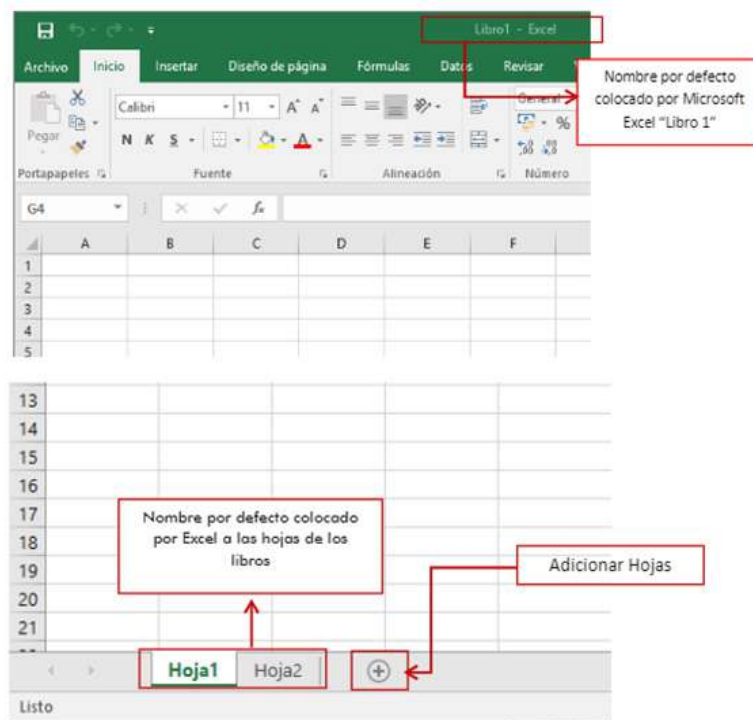 Libro1 - Excel
Archivo Inicio Insertar Diseño de página Fórmulas Datos Revisar
Nombre por defecto
colocado por Microsoft
Excel "Libro 1"
Calibri 11 A A General
Pegar N K S A %
Portapapeles Fuente Alineación Número
G4 fx
A B C D E F
1
2
3
4
5
13
14
15
16
17
18
19
20
21
Nombre por defecto colocado
por Excel a las hojas de los
libros
Adicionar Hojas
Hoja1 Hoja2
Listo